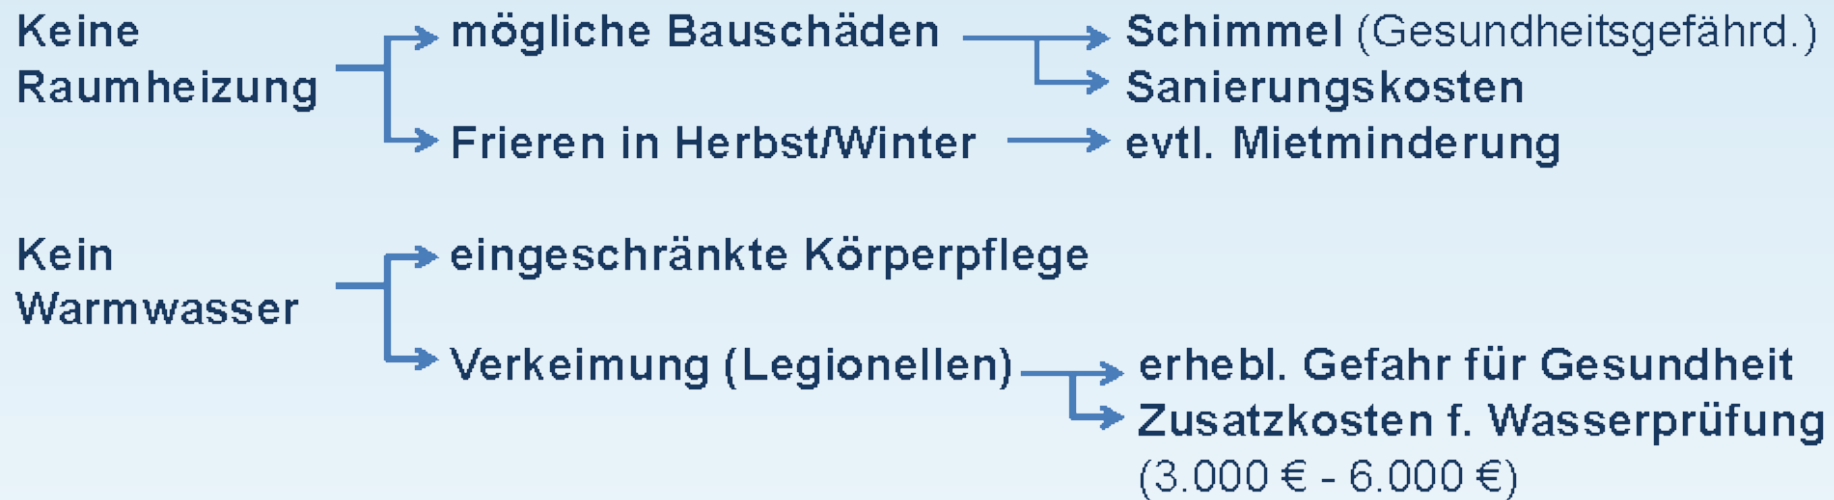 Keine
Raumheizung
mögliche Bauschäden
Schimmel (Gesundheitsgefährd.)
Sanierungskosten
Frieren in Herbst/Winter
evtl. Mietminderung
Kein
Warmwasser
eingeschränkte Körperpflege
Verkeimung (Legionellen)
erhebl. Gefahr für Gesundheit
Zusatzkosten f. Wasserprüfung
(3.000 € - 6.000 €)